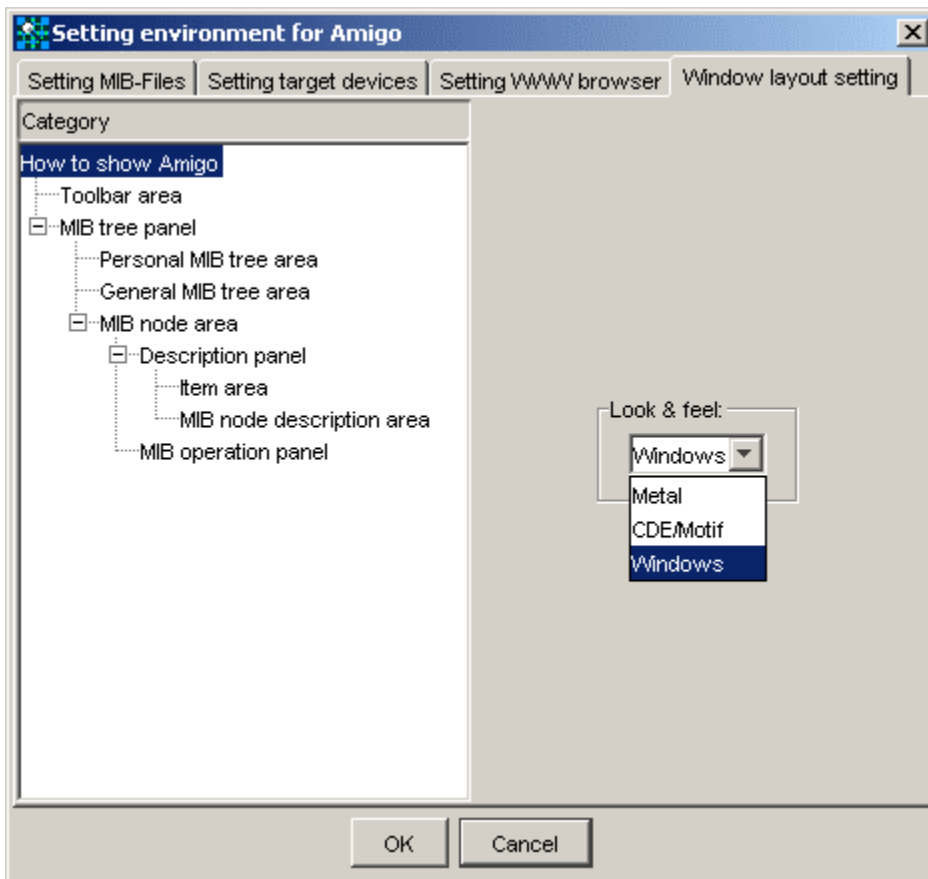 Setting environment for Amigo
Setting MIB-Files
Setting target devices
Setting WWW browser
Window layout setting
Category
How to show Amigo
Toolbar area
MIB tree panel
Personal MIB tree area
General MIB tree area
MIB node area
Description panel
Item area
MIB node description area
MIB operation panel
Look & feel:
Windows
Metal
CDE/Motif
Windows
OK
Cancel